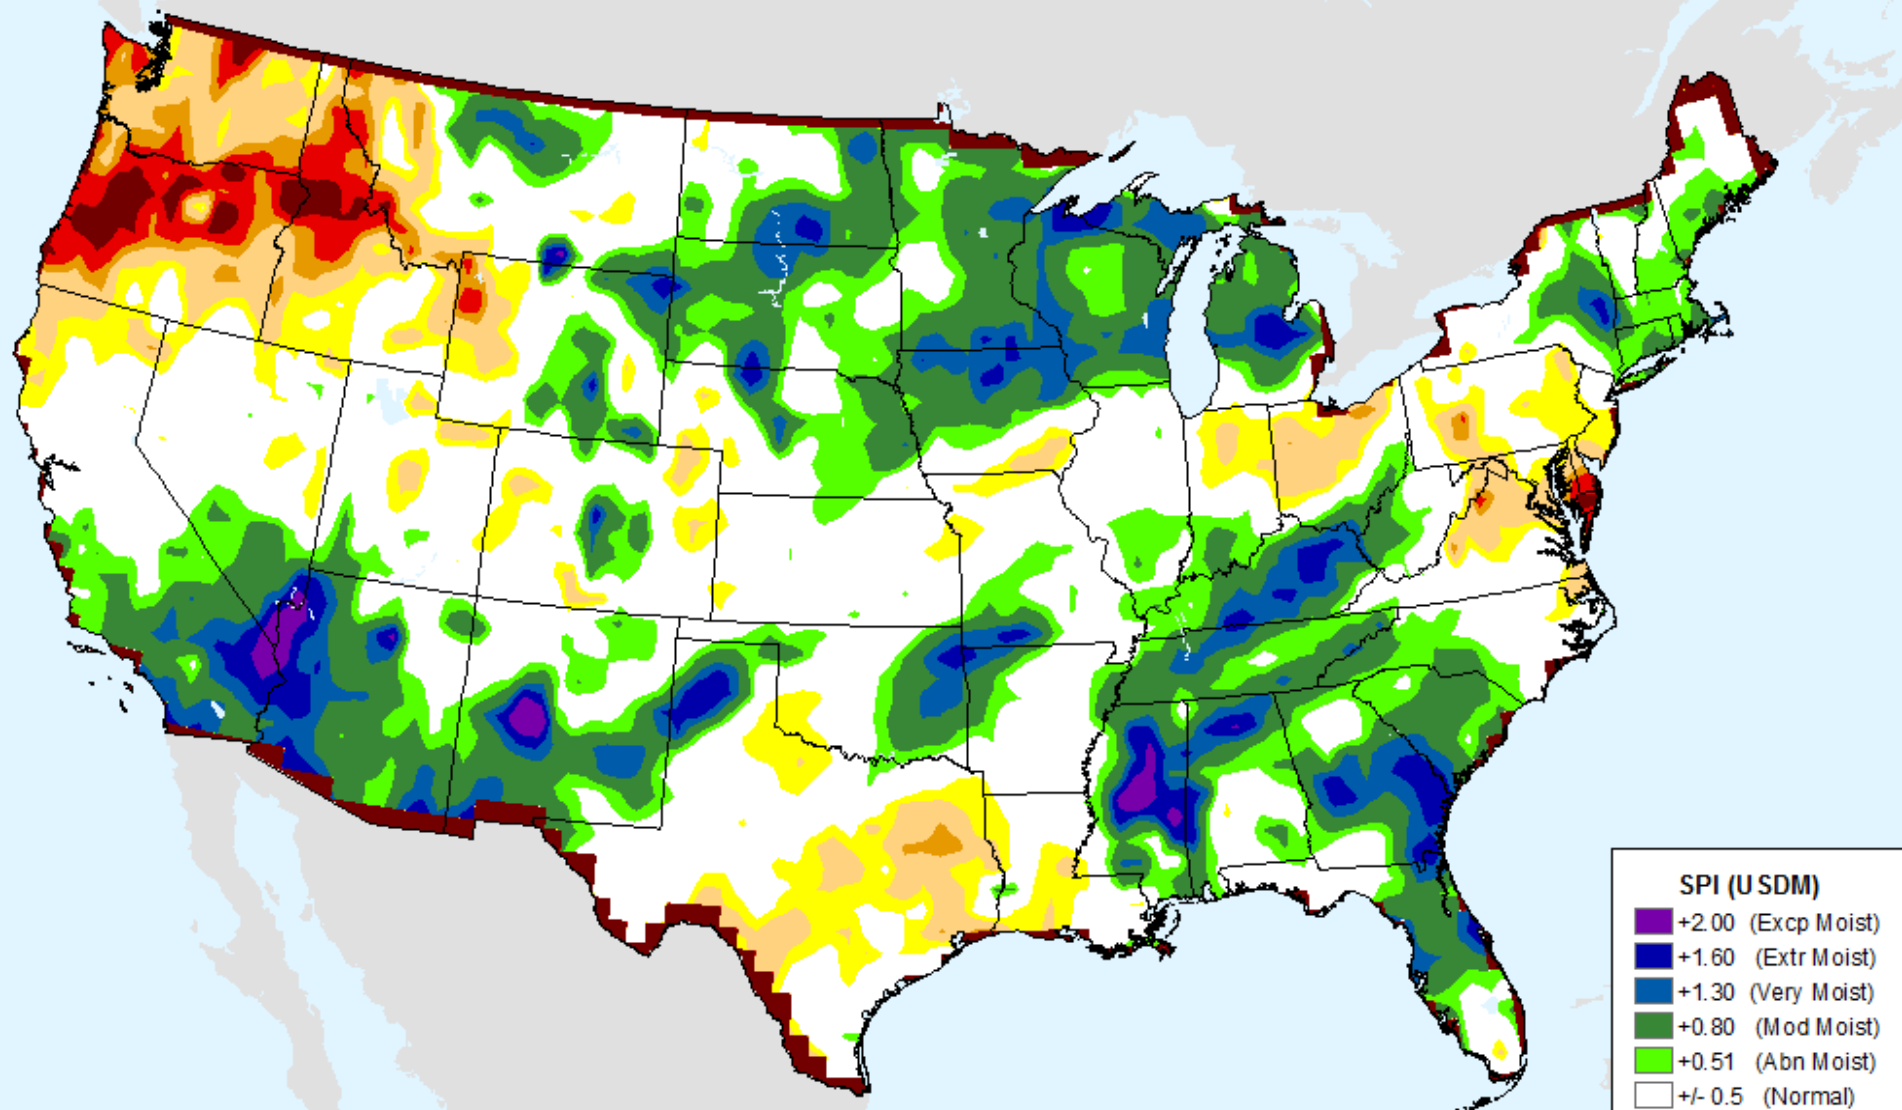 SPI (USDM)
+2.00 (Excp Moist)
+1.60 (Extr Moist)
+1.30 (Very Moist)
+0.80 (Mod Moist)
+0.51 (Abn Moist)
+/- 0.5 (Normal)